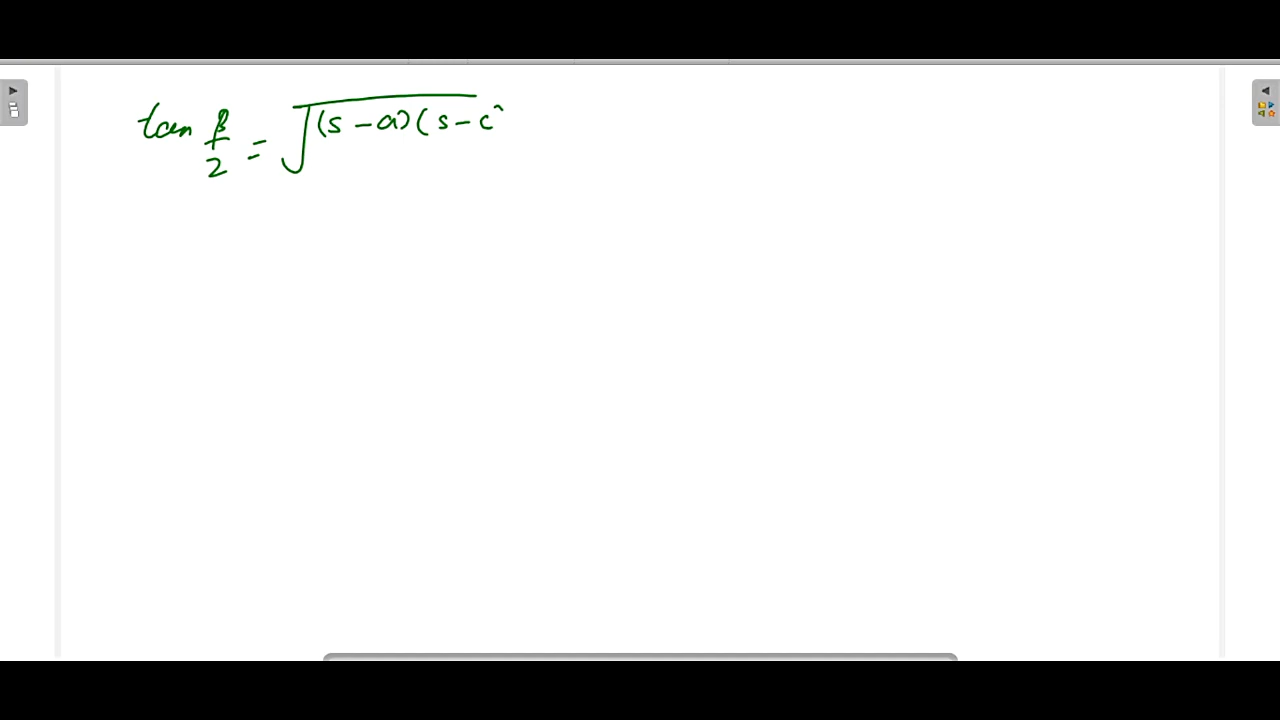 tan β/2 = √(s-a)(s-c